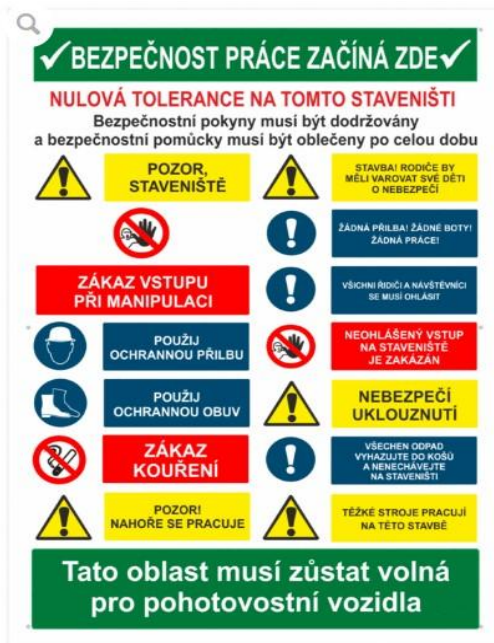 BEZPEČNOST PRÁCE ZAČÍNÁ ZDE
NULOVÁ TOLERANCE NA TOMTO STAVENIŠTI
Bezpečnostní pokyny musí být dodržovány
a bezpečnostní pomůcky musí být oblečeny po celou dobu
POZOR,
STAVENIŠTĚ
STAVBA! RODIČE BY
MĚLI VAROVAT SVÉ DĚTI
O NEBEZPEČÍ
ŽÁDNÁ PŘILBA! ŽÁDNÉ BOTY!
ŽÁDNÁ PRÁCE!
ZÁKAZ VSTUPU
PŘI MANIPULACI
VŠICHNI ŘIDIČI A NÁVŠTĚVNÍCI
SE MUSÍ OHLÁSIT
POUŽIJ
OCHRANNOU PŘILBU
NEOHLÁŠENÝ VSTUP
NA STAVENIŠTĚ
JE ZAKÁZÁN
POUŽIJ
OCHRANNOU OBUV
NEBEZPEČÍ
UKLOUZNUTÍ
ZÁKAZ
KOUŘENÍ
VŠECHEN ODPAD
VYHAZUJTE DO KOŠŮ
A NENECHÁVEJTE
NA STAVENIŠTI
POZOR!
NAHOŘE SE PRACUJE
TĚŽKÉ STROJE PRACUJÍ
NA TÉTO STAVBĚ
Tato oblast musí zůstat volná
pro pohotovostní vozidla